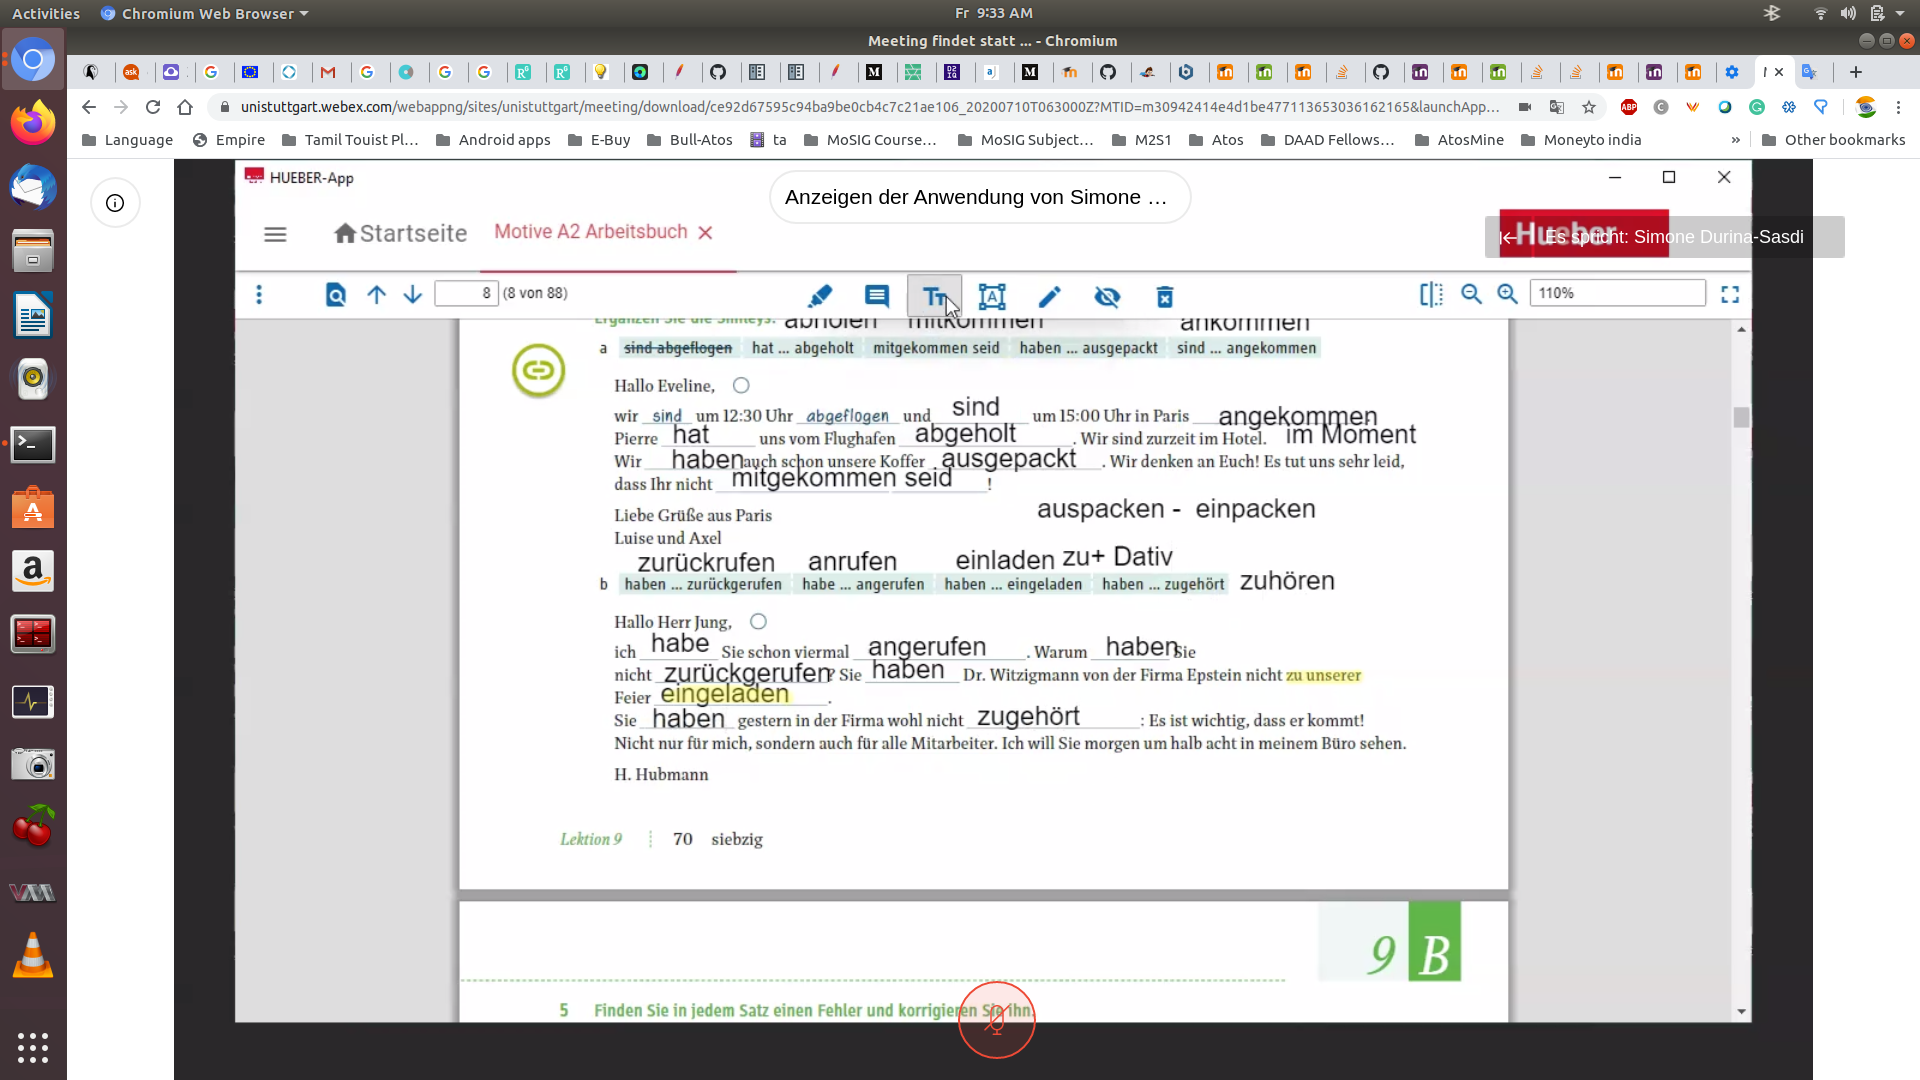 Activities Chromium Web Browser Fr 9:33 AM
Meeting findet statt ... - Chromium
unistuttgart.webex.com/webappng/sites/unistuttgart/meeting/download/ce92d67595c94ba9be0cb4c7c21ae106_20200710T063000Z?MTID=m30942414e4d1be477113653036162165&launchApp...
Language Empire Tamil Touist Pl... Android apps E-Buy Bull-Atos ta MoSIG Course... MoSIG Subject... M2S1 Atos DAAD Fellows... AtosMine Moneyto india » Other bookmarks
HUEBER-App
Anzeigen der Anwendung von Simone ...
Startseite Motive A2 Arbeitsbuch
Hueber
Es spricht: Simone Durina-Sasdi
8 (8 von 88) 110%
Ergänzen Sie die Smileys. abholen mitkommen ankommen
a sind abgeflogen hat ... abgeholt mitgekommen seid haben ... ausgepackt sind ... angekommen
Hallo Eveline,
wir sind um 12:30 Uhr abgeflogen und sind um 15:00 Uhr in Paris angekommen.
Pierre hat uns vom Flughafen abgeholt . Wir sind zurzeit im Hotel. im Moment
Wir haben auch schon unsere Koffer ausgepackt . Wir denken an Euch! Es tut uns sehr leid,
dass Ihr nicht mitgekommen seid !
auspacken - einpacken
Liebe Grüße aus Paris
Luise und Axel
zurückrufen anrufen einladen zu+ Dativ
b haben ... zurückgerufen habe ... angerufen haben ... eingeladen haben ... zugehört zuhören
Hallo Herr Jung,
ich habe Sie schon viermal angerufen . Warum haben Sie
nicht zurückgerufen ? Sie haben Dr. Witzigmann von der Firma Epstein nicht zu unserer
Feier eingeladen .
Sie haben gestern in der Firma wohl nicht zugehört : Es ist wichtig, dass er kommt!
Nicht nur für mich, sondern auch für alle Mitarbeiter. Ich will Sie morgen um halb acht in meinem Büro sehen.
H. Hubmann
Lektion 9 70 siebzig
9 B
5 Finden Sie in jedem Satz einen Fehler und korrigieren Sie ihn.